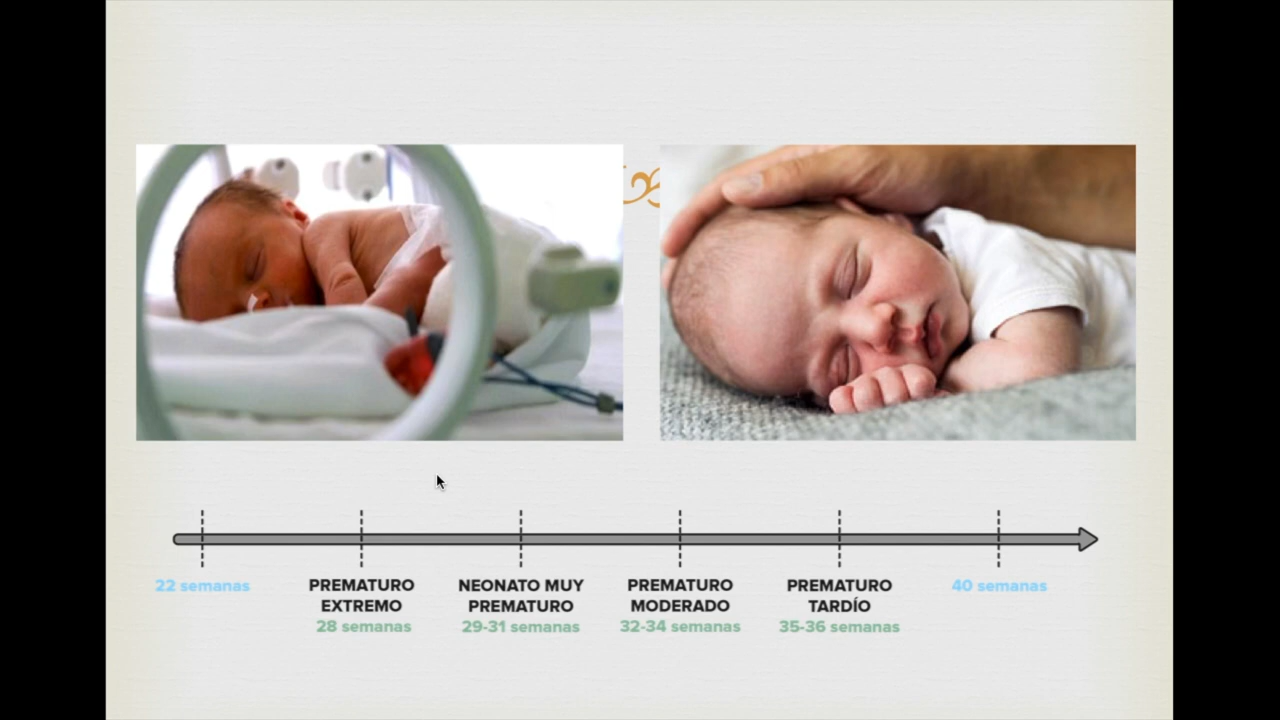 22 semanas
PREMATURO
EXTREMO
28 semanas
NEONATO MUY
PREMATURO
29-31 semanas
PREMATURO
MODERADO
32-34 semanas
PREMATURO
TARDÍO
35-36 semanas
40 semanas